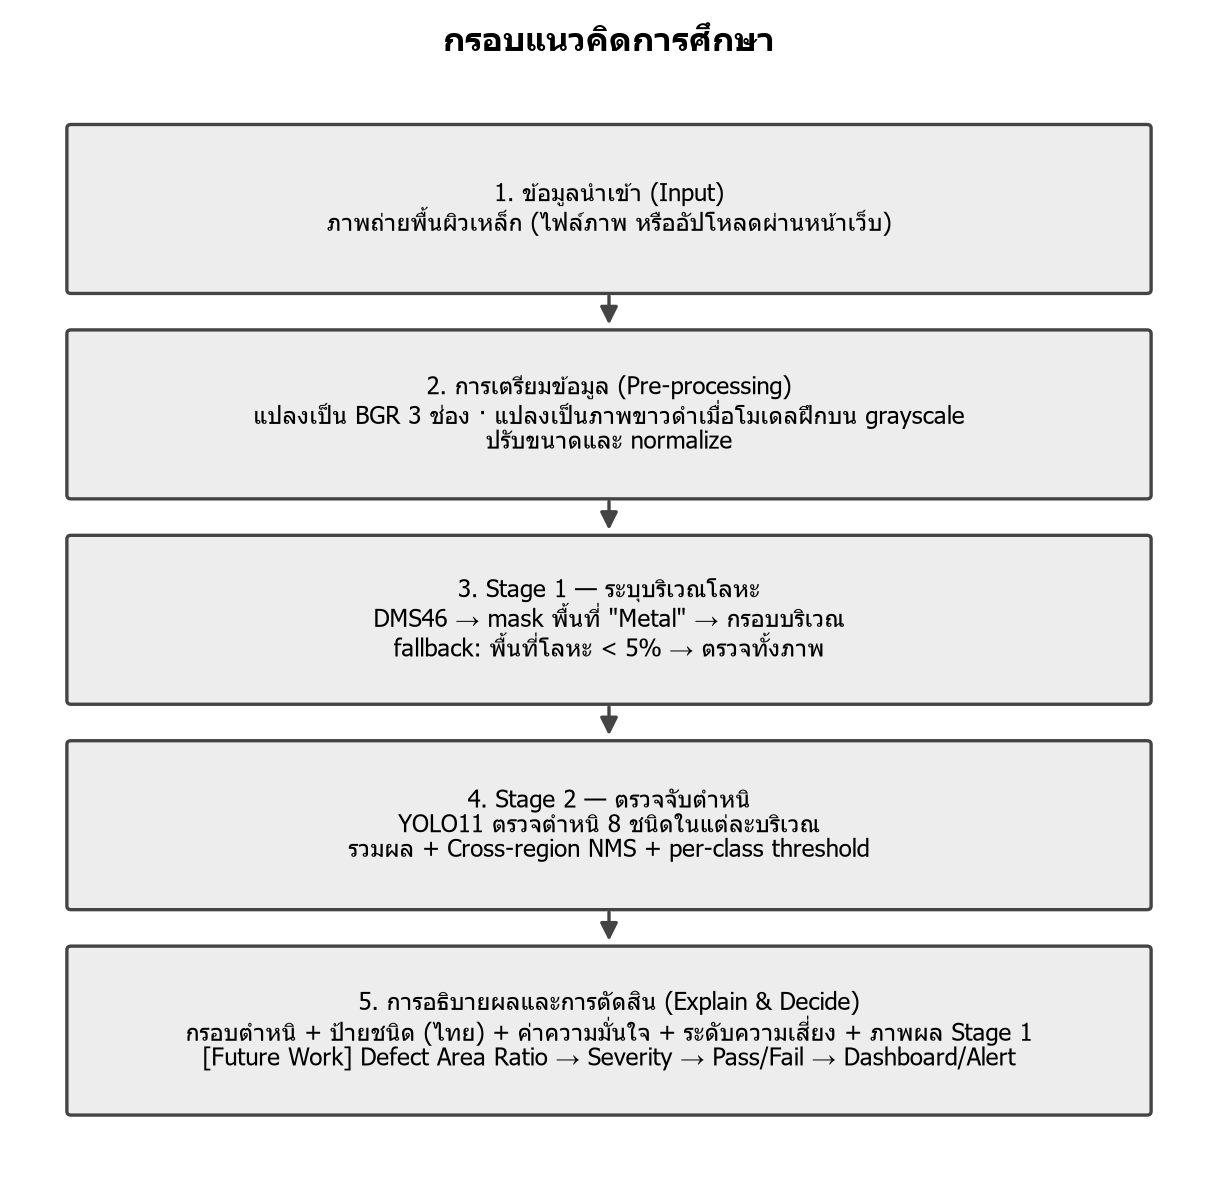 กรอบแนวคิดการศึกษา
1. ข้อมูลนำเข้า (Input)
ภาพถ่ายพื้นผิวเหล็ก (ไฟล์ภาพ หรืออัปโหลดผ่านหน้าเว็บ)
2. การเตรียมข้อมูล (Pre-processing)
แปลงเป็น BGR 3 ช่อง · แปลงเป็นภาพขาวดำเมื่อโมเดลฝึกบน grayscale
ปรับขนาดและ normalize
3. Stage 1 — ระบุบริเวณโลหะ
DMS46 → mask พื้นที่ "Metal" → กรอบบริเวณ
fallback: พื้นที่โลหะ < 5% → ตรวจทั้งภาพ
4. Stage 2 — ตรวจจับตำหนิ
YOLO11 ตรวจตำหนิ 8 ชนิดในแต่ละบริเวณ
รวมผล + Cross-region NMS + per-class threshold
5. การอธิบายผลและการตัดสิน (Explain & Decide)
กรอบตำหนิ + ป้ายชนิด (ไทย) + ค่าความมั่นใจ + ระดับความเสี่ยง + ภาพผล Stage 1
[Future Work] Defect Area Ratio → Severity → Pass/Fail → Dashboard/Alert